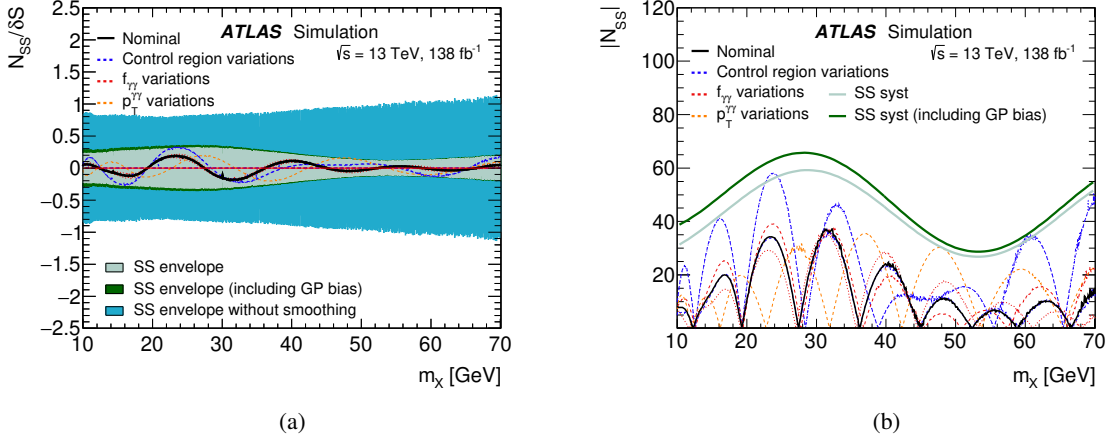 N_SS/δS
2.5
2
1.5
1
0.5
0
−0.5
−1
−1.5
−2
−2.5
ATLAS Simulation
√s = 13 TeV, 138 fb⁻¹
Nominal
Control region variations
f_γγ variations
p_T^γγ variations
SS envelope
SS envelope (including GP bias)
SS envelope without smoothing
10 20 30 40 50 60 70
m_X [GeV]
(a)
|N_SS|
120
100
80
60
40
20
ATLAS Simulation
√s = 13 TeV, 138 fb⁻¹
Nominal
Control region variations
f_γγ variations
p_T^γγ variations
SS syst
SS syst (including GP bias)
10 20 30 40 50 60 70
m_X [GeV]
(b)